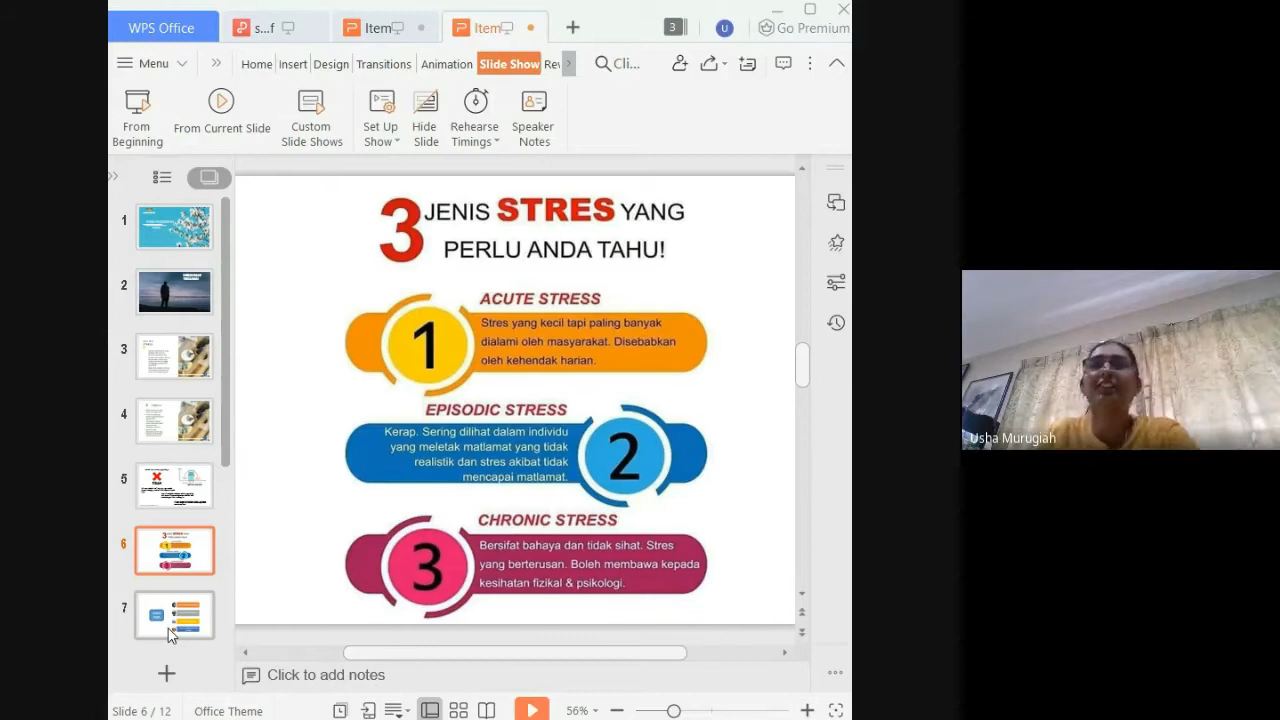 WPS Office
s...f
Item
Item
3
U
Go Premium
Menu
Home Insert Design Transitions Animation Slide Show Re
Cli...
From Beginning
From Current Slide
Custom Slide Shows
Set Up Show
Hide Slide
Rehearse Timings
Speaker Notes
1
2
3
4
5
6
7
3 JENIS STRES YANG
PERLU ANDA TAHU!
ACUTE STRESS
1
Stres yang kecil tapi paling banyak
dialami oleh masyarakat. Disebabkan
oleh kehendak harian.
EPISODIC STRESS
Kerap. Sering dilihat dalam individu
yang meletak matlamat yang tidak
realistik dan stres akibat tidak
mencapai matlamat.
2
CHRONIC STRESS
3
Bersifat bahaya dan tidak sihat. Stres
yang berterusan. Boleh membawa kepada
kesihatan fizikal & psikologi.
Usha Murugiah
Click to add notes
Slide 6 / 12
Office Theme
56%